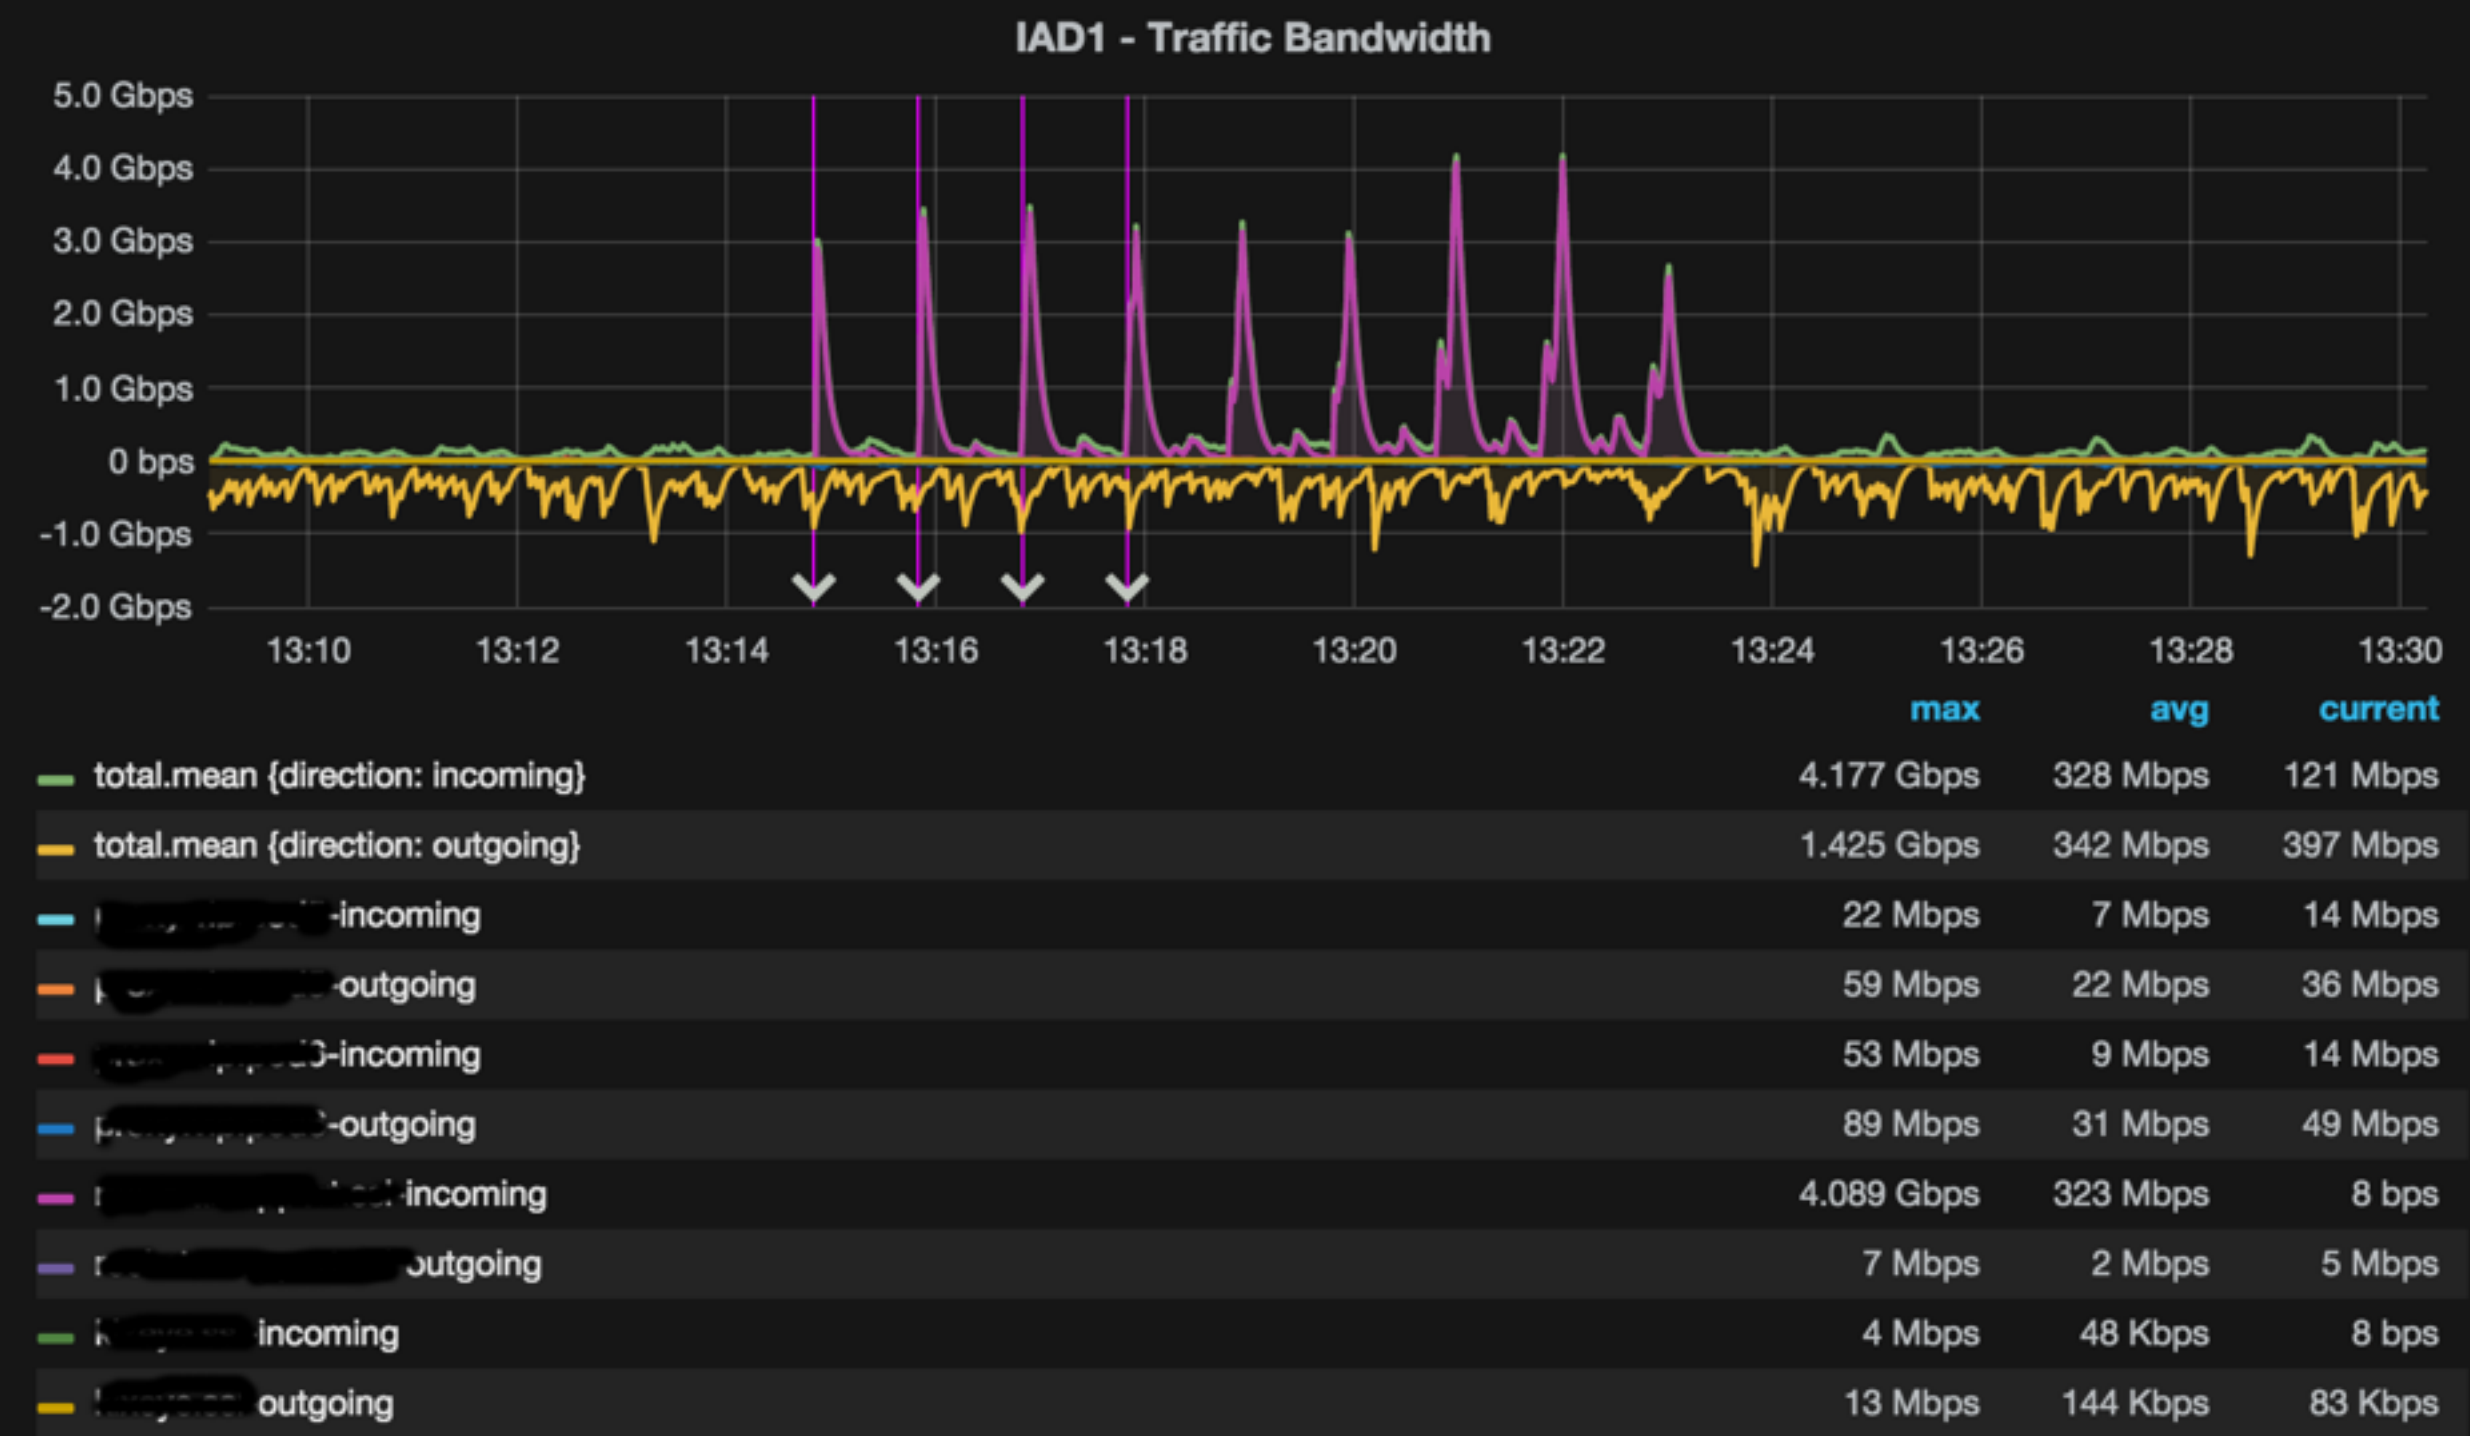 IAD1 - Traffic Bandwidth
5.0 Gbps
4.0 Gbps
3.0 Gbps
2.0 Gbps
1.0 Gbps
0 bps
-1.0 Gbps
-2.0 Gbps
13:10 13:12 13:14 13:16 13:18 13:20 13:22 13:24 13:26 13:28 13:30
max avg current
total.mean {direction: incoming} 4.177 Gbps 328 Mbps 121 Mbps
total.mean {direction: outgoing} 1.425 Gbps 342 Mbps 397 Mbps
-incoming 22 Mbps 7 Mbps 14 Mbps
-outgoing 59 Mbps 22 Mbps 36 Mbps
-incoming 53 Mbps 9 Mbps 14 Mbps
-outgoing 89 Mbps 31 Mbps 49 Mbps
-incoming 4.089 Gbps 323 Mbps 8 bps
outgoing 7 Mbps 2 Mbps 5 Mbps
-incoming 4 Mbps 48 Kbps 8 bps
outgoing 13 Mbps 144 Kbps 83 Kbps